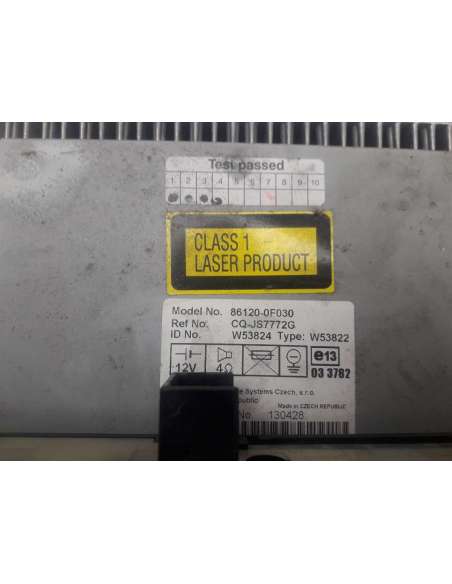 Test passed
1 2 3 4 5 6 7 8 9 10
CLASS 1
LASER PRODUCT
Model No. 86120-0F030
Ref No: CQ-JS7772G
ID No. W53824 Type: W53822
12V 4Ω e13
03 3782
Systems Czech, s.r.o.
Made in CZECH REPUBLIC
No 130428